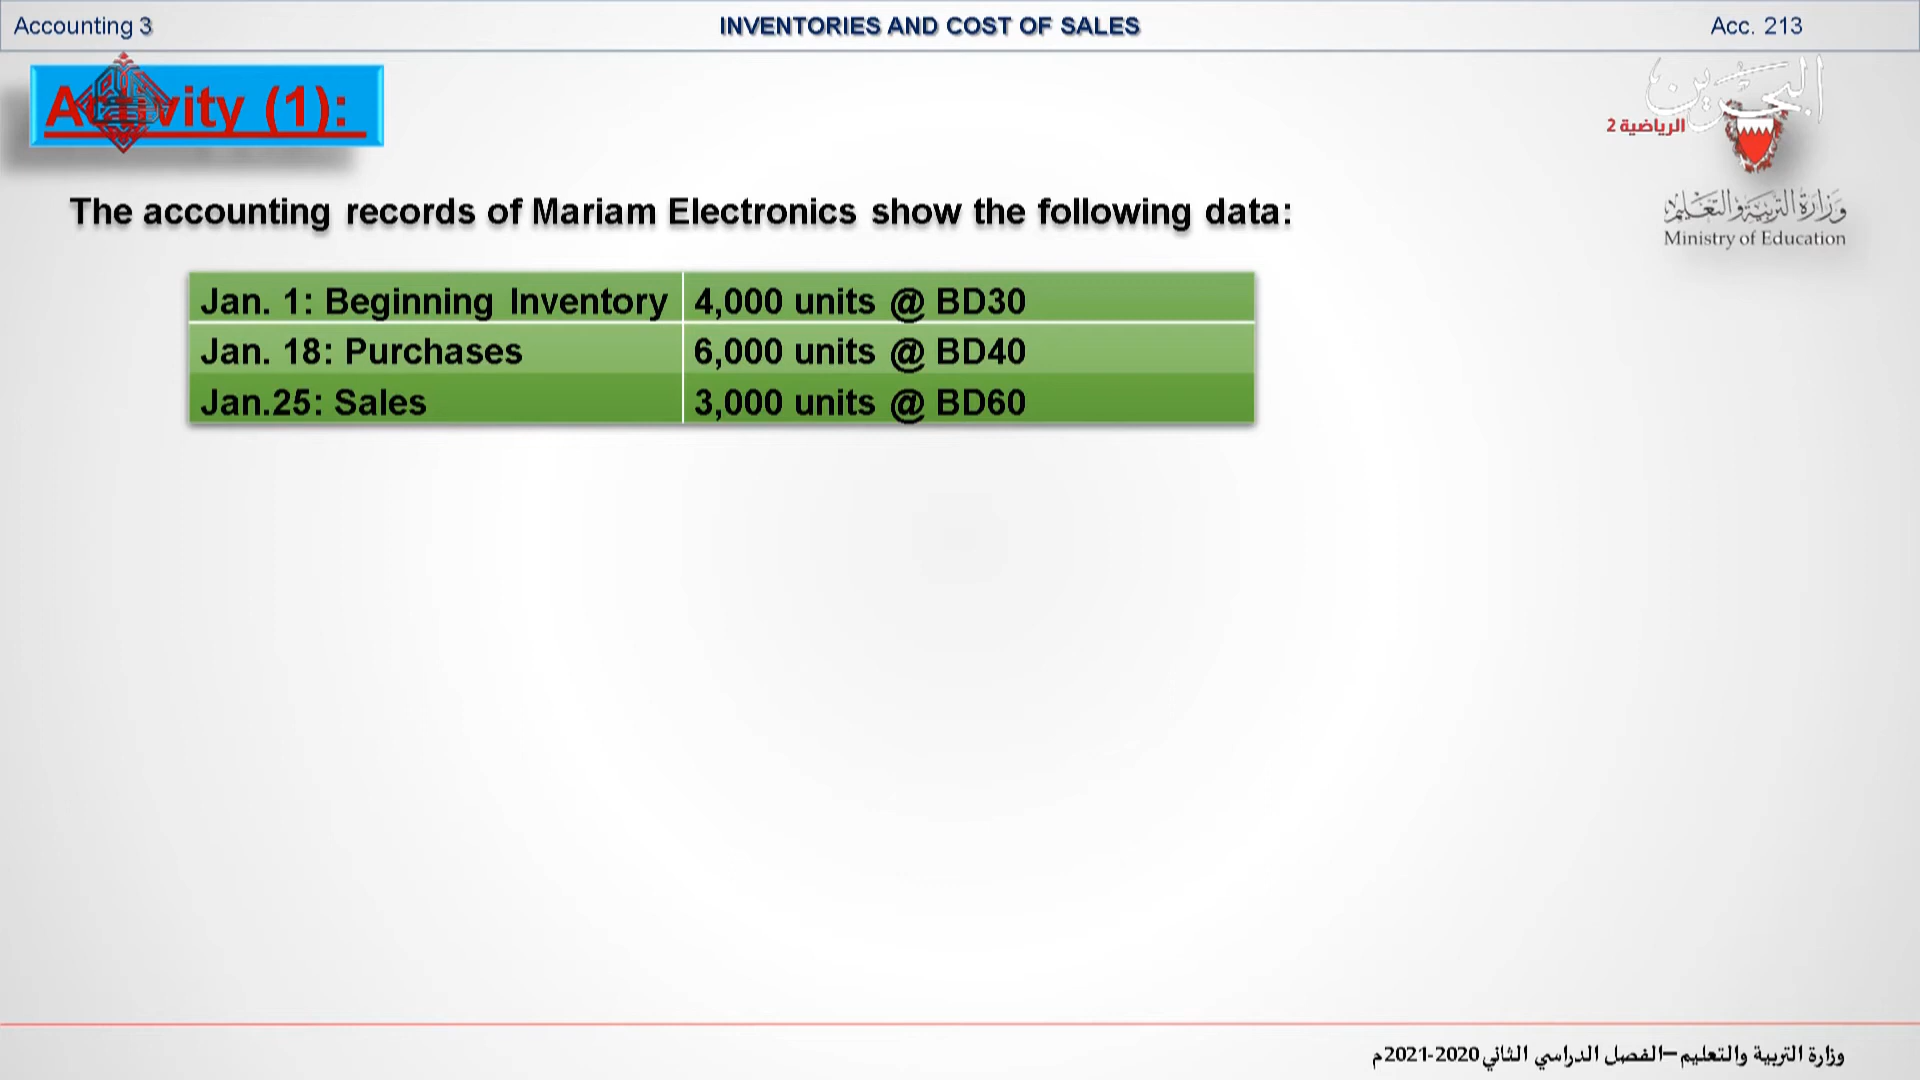 Accounting 3
INVENTORIES AND COST OF SALES
Acc. 213
Activity (1):
البحرين
الرياضية 2
وزارة التربية والتعليم
Ministry of Education
The accounting records of Mariam Electronics show the following data:
Jan. 1: Beginning Inventory 4,000 units @ BD30
Jan. 18: Purchases 6,000 units @ BD40
Jan.25: Sales 3,000 units @ BD60
وزارة التربية والتعليم –الفصل الدراسي الثاني 2020-2021م